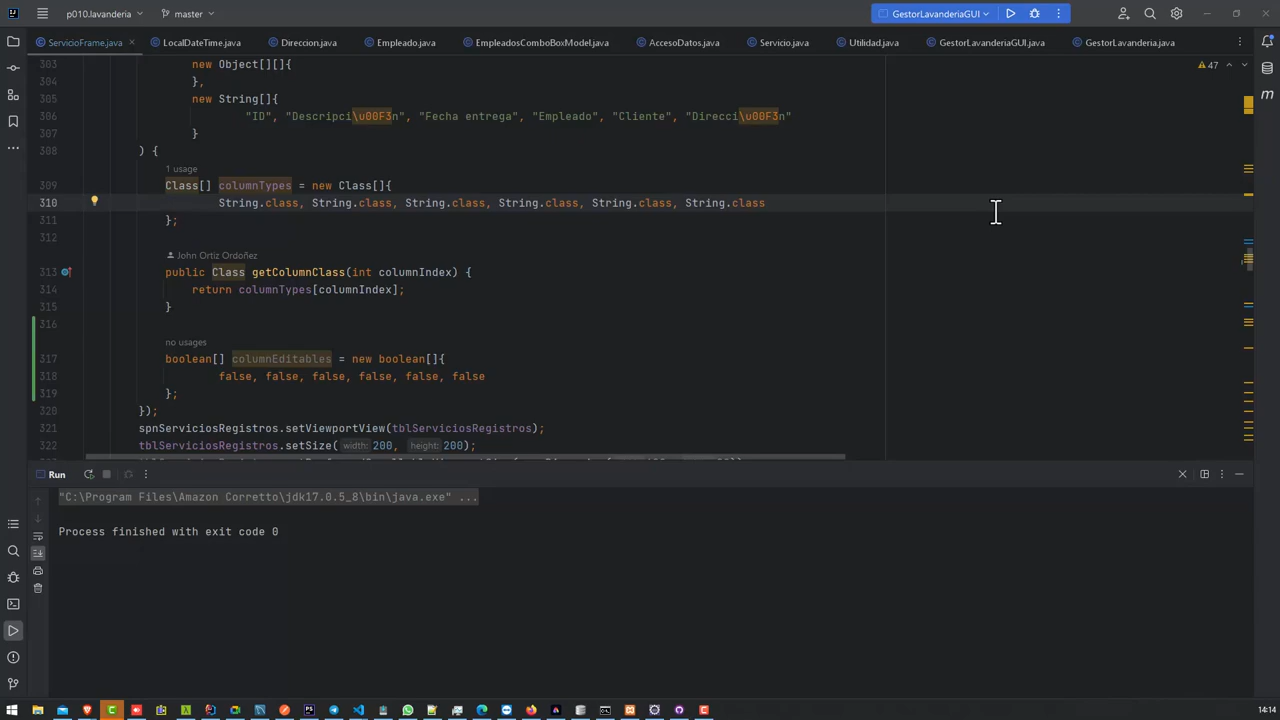 p010.lavanderia
master
GestorLavanderiaGUI
ServicioFrame.java
LocalDateTime.java
Direccion.java
Empleado.java
EmpleadosComboBoxModel.java
AccesoDatos.java
Servicio.java
Utilidad.java
GestorLavanderiaGUI.java
GestorLavanderia.java
47
303 new Object[][]{
304 },
305 new String[]{
306 "ID", "Descripci\u00F3n", "Fecha entrega", "Empleado", "Cliente", "Direcci\u00F3n"
307 }
308 ) {
1 usage
309 Class[] columnTypes = new Class[]{
310 String.class, String.class, String.class, String.class, String.class, String.class
311 };
312
John Ortiz Ordoñez
313 public Class getColumnClass(int columnIndex) {
314 return columnTypes[columnIndex];
315 }
316
no usages
317 boolean[] columnEditables = new boolean[]{
318 false, false, false, false, false, false
319 };
320 });
321 spnServiciosRegistros.setViewportView(tblServiciosRegistros);
322 tblServiciosRegistros.setSize( width: 200, height: 200);
Run
"C:\Program Files\Amazon Corretto\jdk17.0.5_8\bin\java.exe" ...
Process finished with exit code 0
14:14